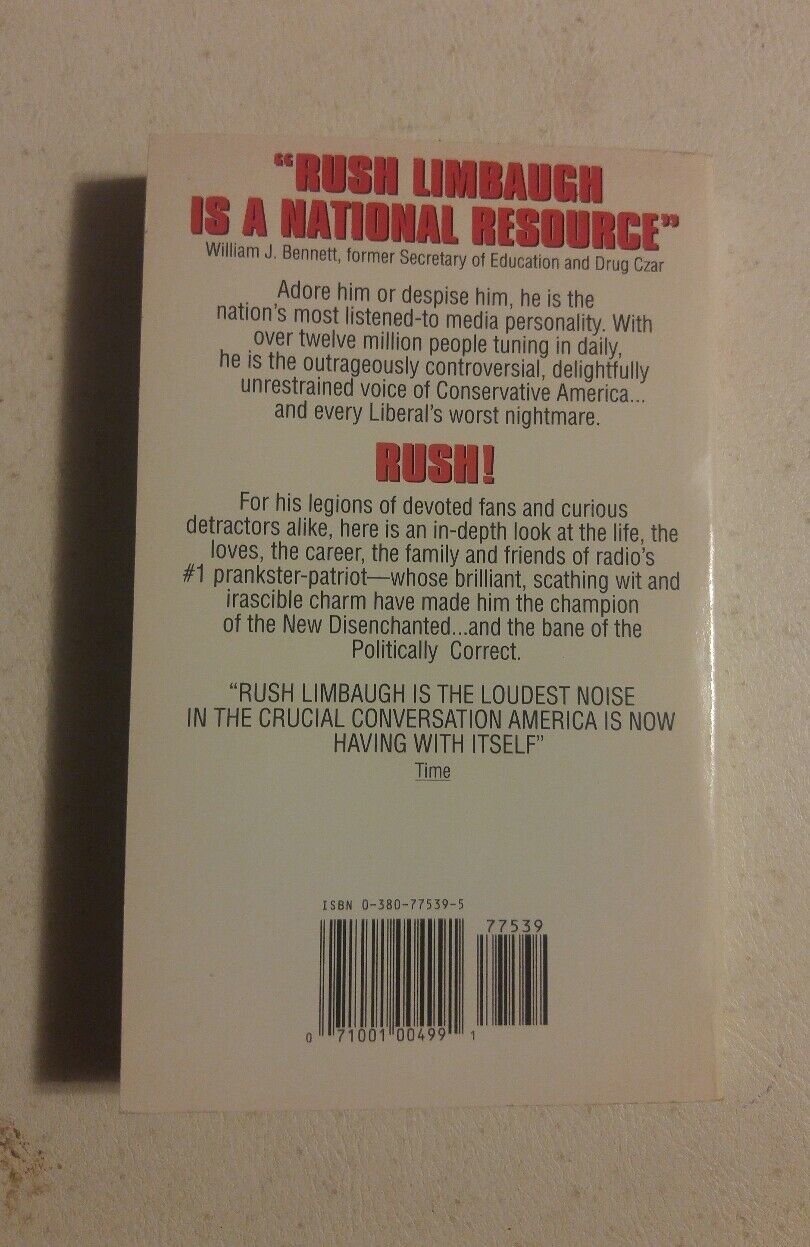 “RUSH LIMBAUGH
IS A NATIONAL RESOURCE”
William J. Bennett, former Secretary of Education and Drug Czar
Adore him or despise him, he is the
nation’s most listened-to media personality. With
over twelve million people tuning in daily,
he is the outrageously controversial, delightfully
unrestrained voice of Conservative America...
and every Liberal’s worst nightmare.
RUSH!
For his legions of devoted fans and curious
detractors alike, here is an in-depth look at the life, the
loves, the career, the family and friends of radio’s
#1 prankster-patriot—whose brilliant, scathing wit and
irascible charm have made him the champion
of the New Disenchanted...and the bane of the
Politically Correct.
“RUSH LIMBAUGH IS THE LOUDEST NOISE
IN THE CRUCIAL CONVERSATION AMERICA IS NOW
HAVING WITH ITSELF”
Time
ISBN 0-380-77539-5
77539
0 71001 00499 1